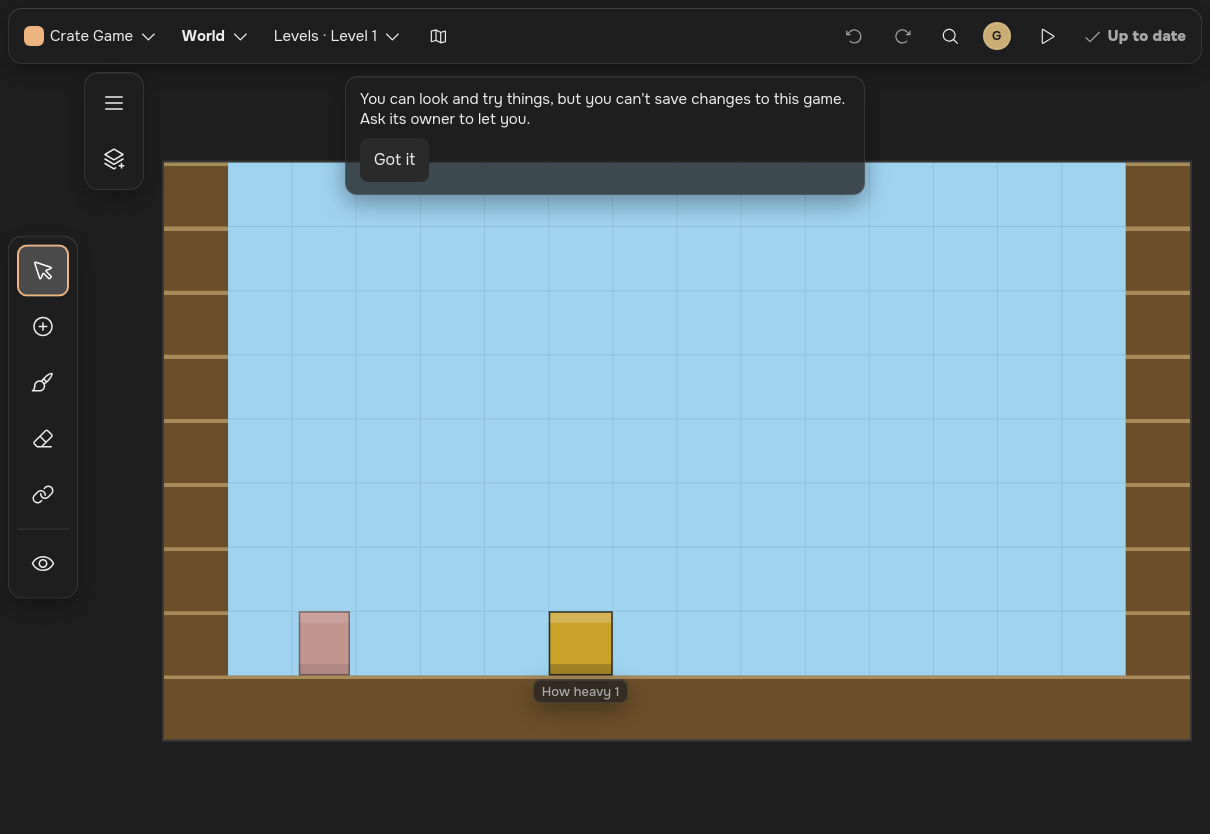 Crate Game
World
Levels · Level 1
G
Up to date
You can look and try things, but you can't save changes to this game.
Ask its owner to let you.
Got it
How heavy 1